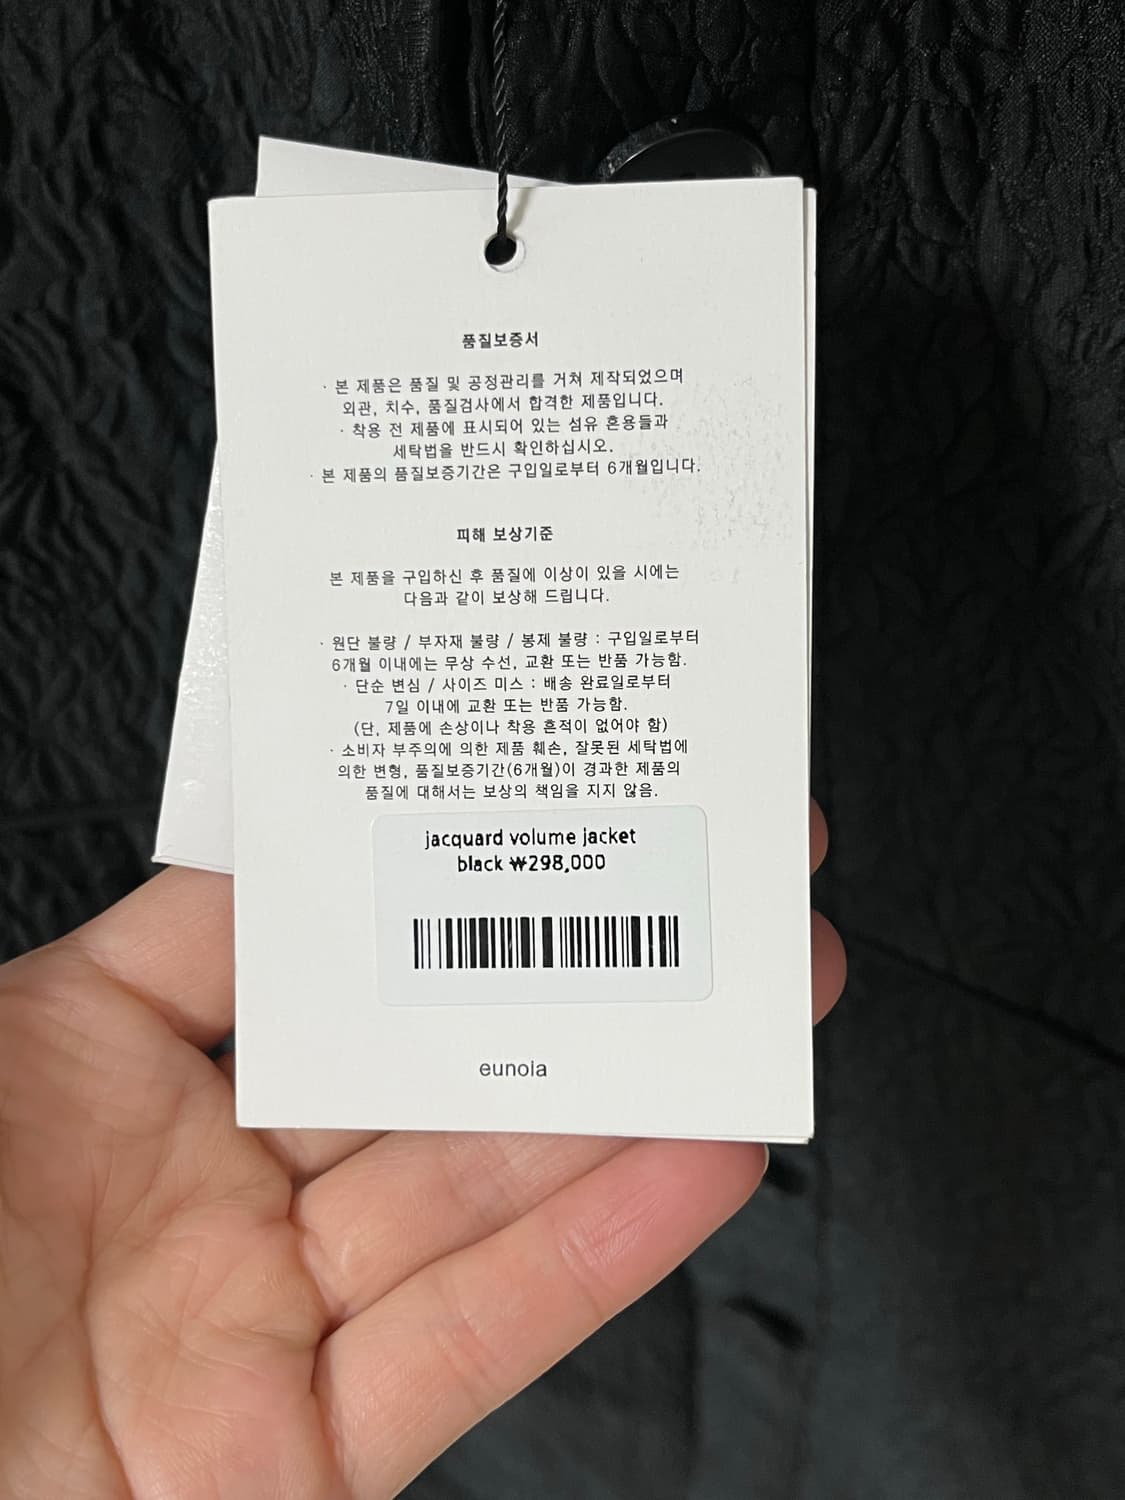 품질보증서
· 본 제품은 품질 및 공정관리를 거쳐 제작되었으며
외관, 치수, 품질검사에서 합격한 제품입니다.
· 착용 전 제품에 표시되어 있는 섬유 혼용들과
세탁법을 반드시 확인하십시오.
· 본 제품의 품질보증기간은 구입일로부터 6개월입니다.
피해 보상기준
본 제품을 구입하신 후 품질에 이상이 있을 시에는
다음과 같이 보상해 드립니다.
· 원단 불량 / 부자재 불량 / 봉제 불량 : 구입일로부터
6개월 이내에는 무상 수선, 교환 또는 반품 가능함.
· 단순 변심 / 사이즈 미스 : 배송 완료일로부터
7일 이내에 교환 또는 반품 가능함.
(단, 제품에 손상이나 착용 흔적이 없어야 함)
· 소비자 부주의에 의한 제품 훼손, 잘못된 세탁법에
의한 변형, 품질보증기간(6개월)이 경과한 제품의
품질에 대해서는 보상의 책임을 지지 않음.
jacquard volume jacket
black ₩298,000
eunoia